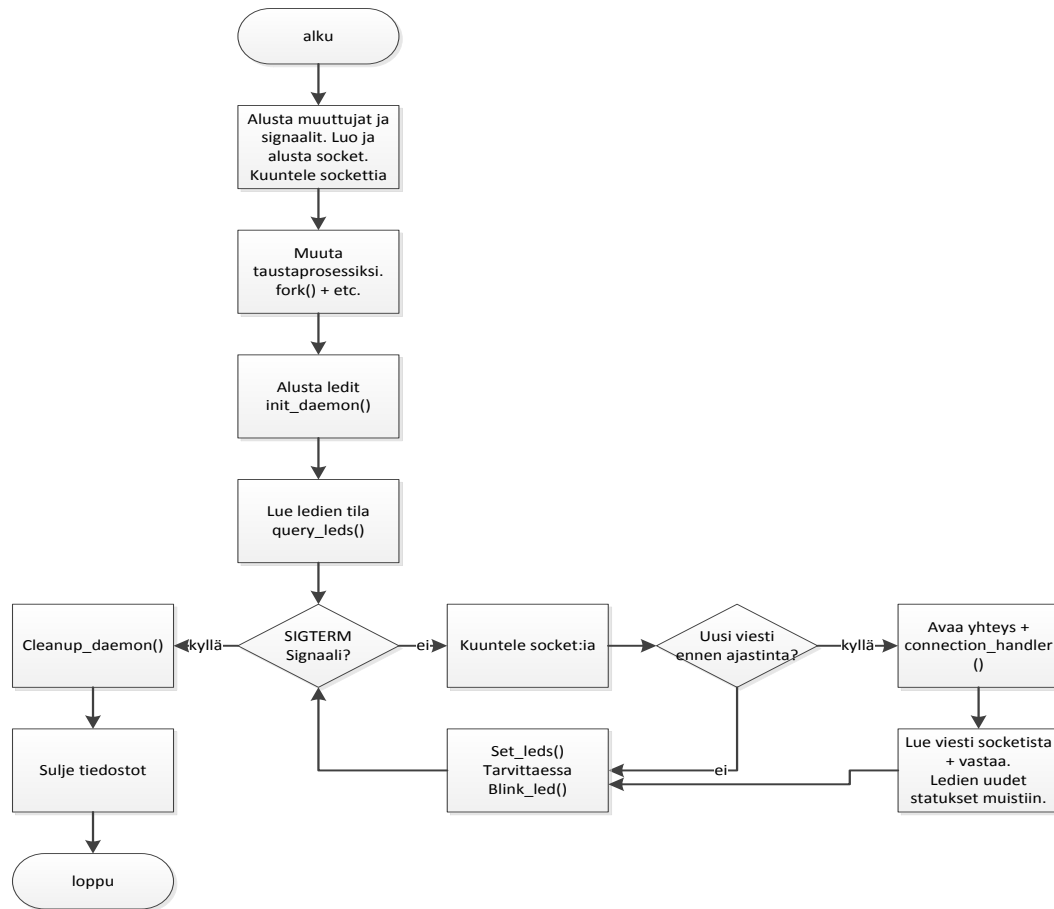 alku
Alusta muuttujat ja
signaalit. Luo ja
alusta socket.
Kuuntele sockettia
Muuta
taustaprosessiksi.
fork() + etc.
Alusta ledit
init_daemon()
Lue ledien tila
query_leds()
SIGTERM
Signaali?
kyllä
Cleanup_daemon()
Sulje tiedostot
loppu
ei
Kuuntele socket:ia
Uusi viesti
ennen ajastinta?
kyllä
Avaa yhteys +
connection_handler
()
Lue viesti socketista
+ vastaa.
Ledien uudet
statukset muistiin.
ei
Set_leds()
Tarvittaessa
Blink_led()